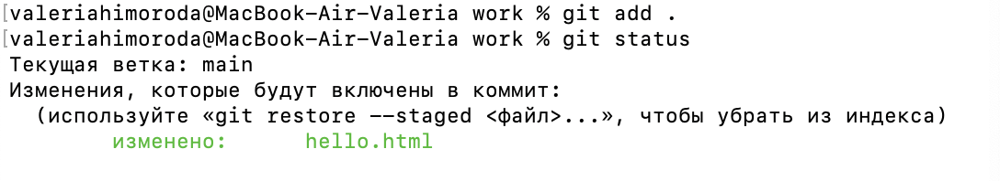 [valeriahimoroda@MacBook-Air-Valeria work % git add .
[valeriahimoroda@MacBook-Air-Valeria work % git status
Текущая ветка: main
Изменения, которые будут включены в коммит:
(используйте «git restore --staged <файл>...», чтобы убрать из индекса)
изменено: hello.html